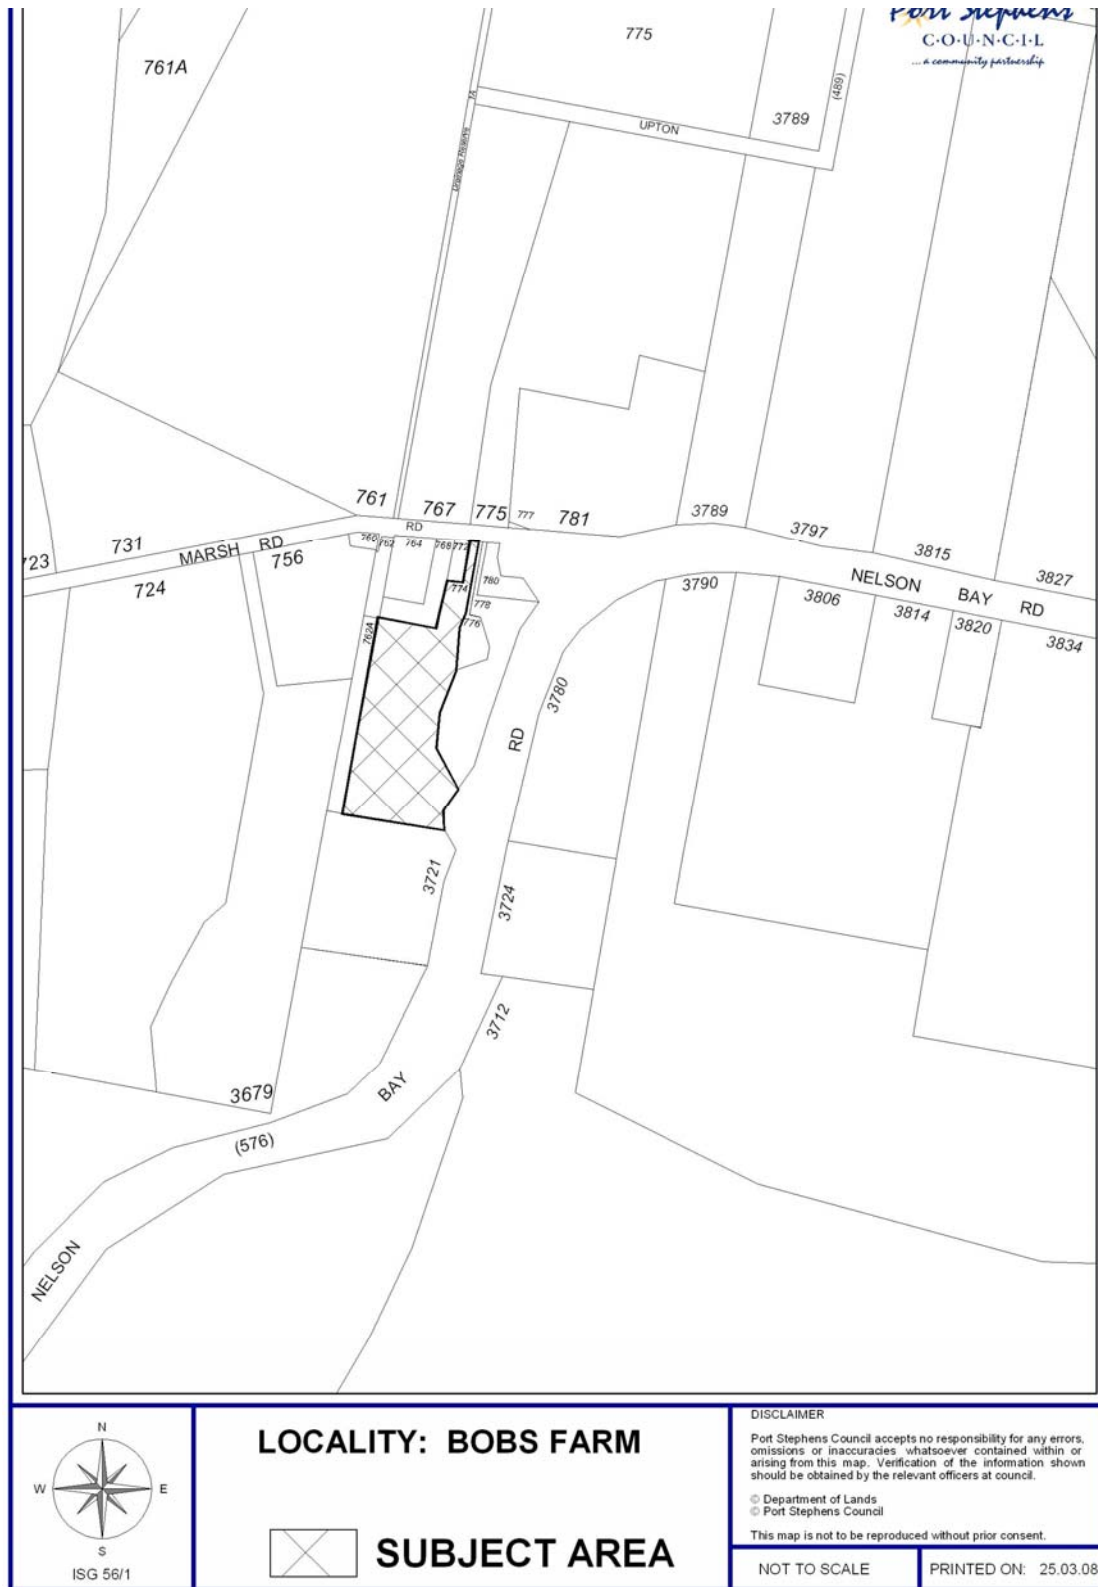 Port Stephens
C·O·U·N·C·I·L
... a community partnership
775
761A
(489)
1A
3789
UPTON
Drainage Reserve
761
767
775
777
781
3789
3797
3815
3827
RD
731
MARSH RD
723
724
756
760
762
764
768
772
774
780
778
776
762A
3790
NELSON BAY RD
3806
3814
3820
3834
3780
RD
3721
3724
3712
3679
BAY
(576)
NELSON
N
W E
S
ISG 56/1
LOCALITY: BOBS FARM
SUBJECT AREA
DISCLAIMER
Port Stephens Council accepts no responsibility for any errors,
omissions or inaccuracies whatsoever contained within or
arising from this map. Verification of the information shown
should be obtained by the relevant officers at council.
© Department of Lands
© Port Stephens Council
This map is not to be reproduced without prior consent.
NOT TO SCALE
PRINTED ON: 25.03.08